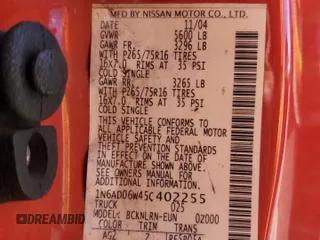 MFD BY NISSAN MOTOR CO., LTD.
DATE 11/04
GVWR 5600 LB
GAWR FR. 3296 LB
× P265/75R16 TIRES
16X7.0 RIMS AT 35 PSI
COLD SINGLE
GAWR RR. 3265 LB
× P265/75R16 TIRES
16X7.0 RIMS AT 35 PSI
COLD SINGLE
THIS VEHICLE CONFORMS TO
ALL APPLICABLE FEDERAL MOTOR
VEHICLE SAFETY AND
THEFT PREVENTION STANDARDS
IN EFFECT ON THE DATE OF
MANUFACTURE SHOWN ABOVE
SEE OWNERS MANUAL FOR
ADDITIONAL INFORMATION
1N6AD06W45C402255
TRUCK 025
MODEL: BCKNLRN-EUN 02000
COLOR TRIM TRANS
DREAMBID